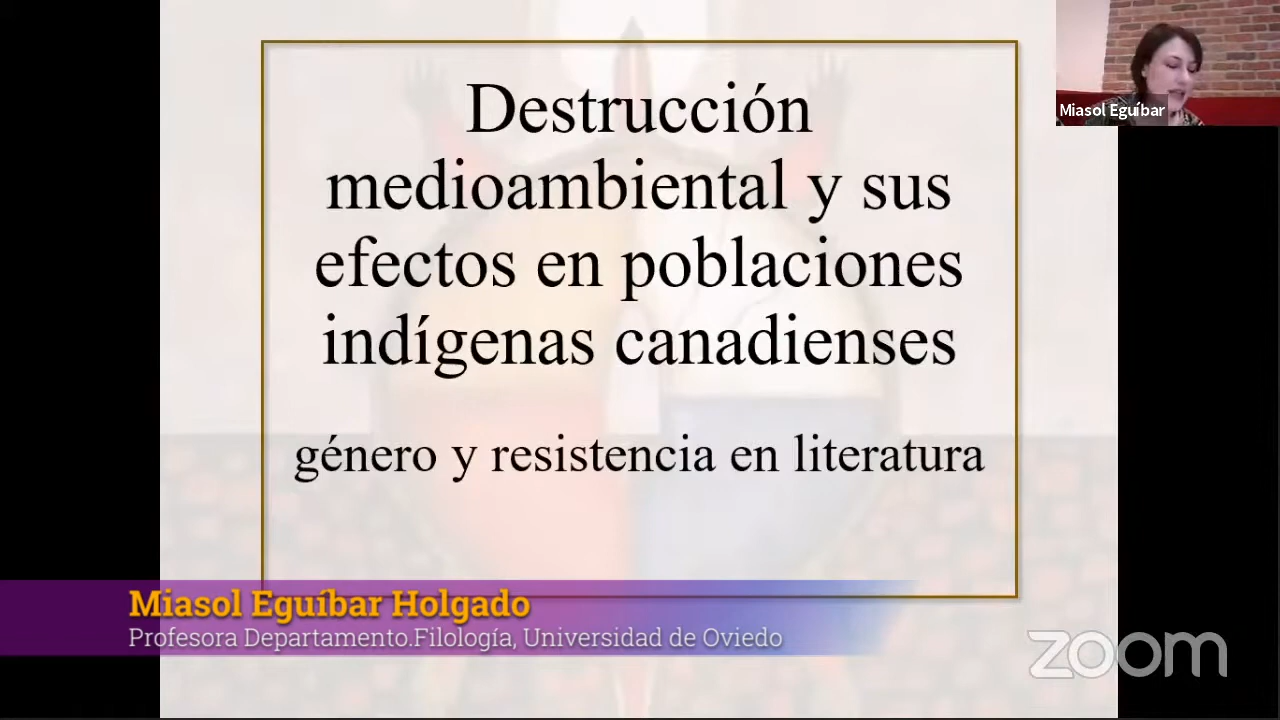 Destrucción
medioambiental y sus
efectos en poblaciones
indígenas canadienses
género y resistencia en literatura
Miasol Eguíbar
Miasol Eguíbar Holgado
Profesora Departamento.Filología, Universidad de Oviedo
zoom